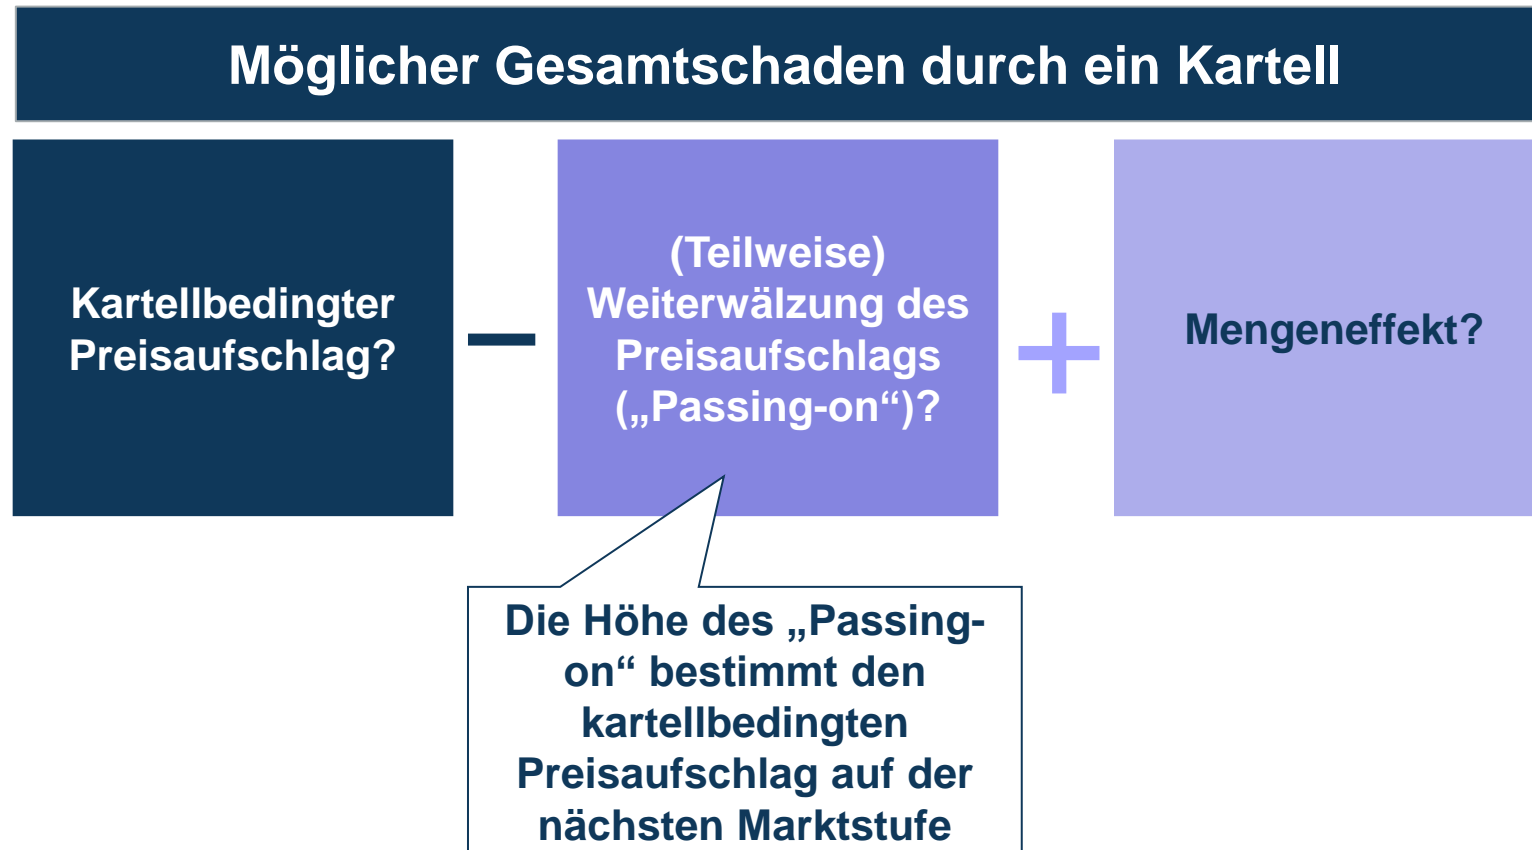 Möglicher Gesamtschaden durch ein Kartell
Kartellbedingter
Preisaufschlag?
(Teilweise)
Weiterwälzung des
Preisaufschlags
(„Passing-on“)?
Mengeneffekt?
Die Höhe des „Passing-
on“ bestimmt den
kartellbedingten
Preisaufschlag auf der
nächsten Marktstufe